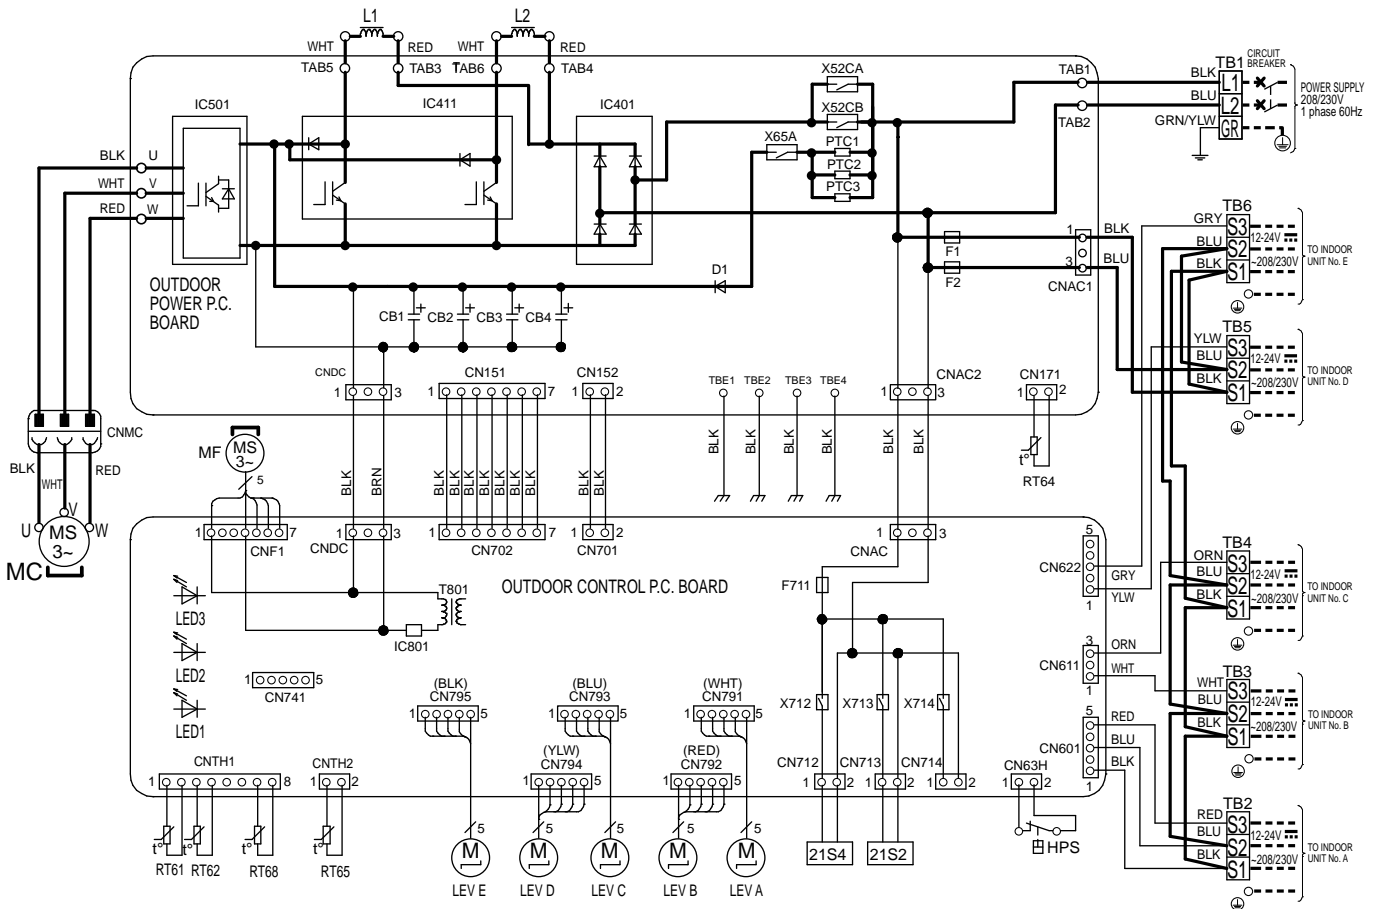 L1
L2
WHT
RED
WHT
RED
TAB5
TAB3
TAB6
TAB4
X52CA
TAB1
BLK
TB1
CIRCUIT
BREAKER
L1
POWER SUPPLY
208/230V
1 phase 60Hz
BLU
L2
TAB2
GRN/YLW
GR
IC501
IC411
IC401
X52CB
X65A
PTC1
PTC2
PTC3
BLK
U
WHT
V
RED
W
OUTDOOR
POWER P.C.
BOARD
D1
F1
F2
1
3
BLK
BLU
CNAC1
CB1
+
CB2
+
CB3
+
CB4
+
TB6
GRY
S3
12-24V
BLU
S2
BLK
S1
~208/230V
TO INDOOR
UNIT No. E
TB5
YLW
S3
12-24V
BLU
S2
BLK
S1
~208/230V
TO INDOOR
UNIT No. D
CNDC
1
3
CN151
1
7
CN152
1
2
TBE1
TBE2
TBE3
TBE4
CNAC2
1
3
CN171
1
2
BLK
BLK
BLK
BLK
BLK
BLK
t°
RT64
CNMC
BLK
WHT
RED
U
V
W
MS
3~
MC
MF
MS
3~
5
BLK
BRN
BLK
BLK
BLK
BLK
BLK
BLK
BLK
BLK
BLK
1
7
CNF1
1
3
CNDC
1
7
CN702
1
2
CN701
1
3
CNAC
OUTDOOR CONTROL P.C. BOARD
F711
T801
IC801
LED3
LED2
LED1
1
5
CN741
5
CN622
1
GRY
YLW
3
CN611
1
ORN
WHT
5
CN601
1
RED
BLU
BLK
TB4
ORN
S3
12-24V
BLU
S2
BLK
S1
~208/230V
TO INDOOR
UNIT No. C
TB3
WHT
S3
12-24V
BLU
S2
BLK
S1
~208/230V
TO INDOOR
UNIT No. B
TB2
RED
S3
12-24V
BLU
S2
BLK
S1
~208/230V
TO INDOOR
UNIT No. A
(BLK)
CN795
1
5
(BLU)
CN793
1
5
(WHT)
CN791
1
5
(YLW)
CN794
1
5
(RED)
CN792
1
5
X712
X713
X714
CN712
1
2
CN713
1
2
CN714
1
2
CN63H
1
2
CNTH1
1
8
CNTH2
1
2
t°
t°
t°
t°
RT61
RT62
RT68
RT65
5
5
5
5
5
M
M
M
M
M
LEV E
LEV D
LEV C
LEV B
LEV A
21S4
21S2
HPS